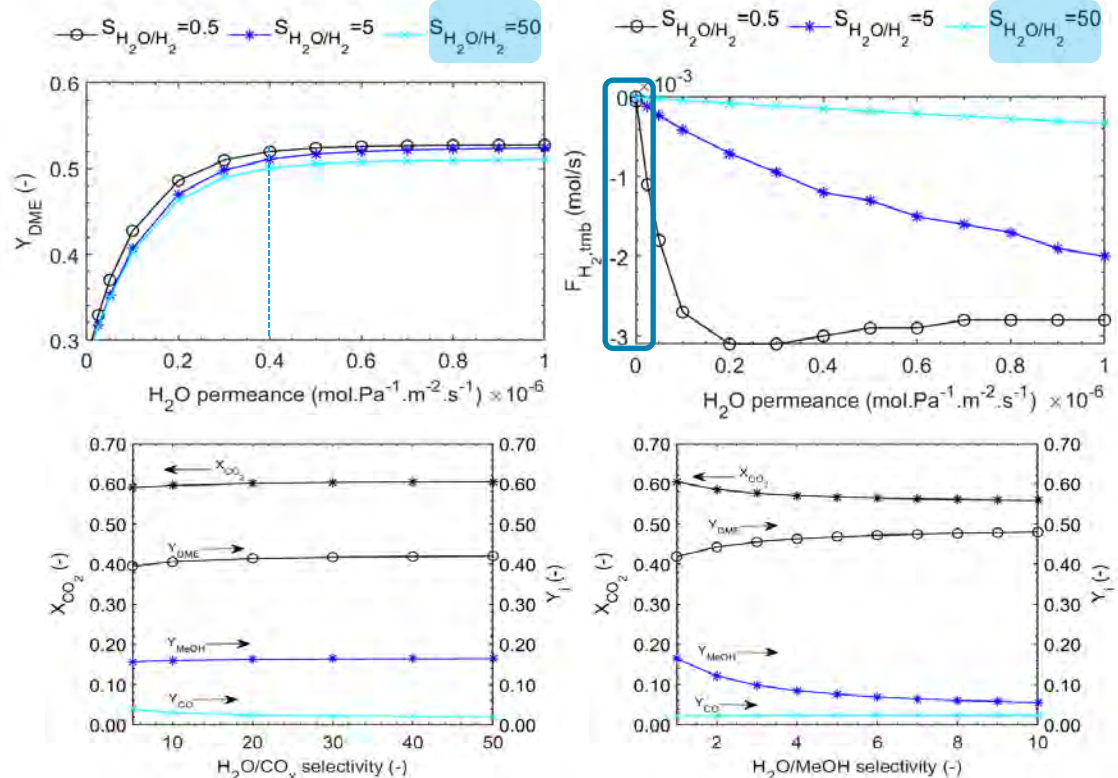 S_H2O/H2=0.5 S_H2O/H2=5 S_H2O/H2=50
0.6
0.5
0.4
0.3
Y_DME (-)
0 0.2 0.4 0.6 0.8 1
H2O permeance (mol.Pa^-1.m^-2.s^-1) ×10^-6
S_H2O/H2=0.5 S_H2O/H2=5 S_H2O/H2=50
×10^-3
0
-1
-2
-3
F_H2,tmb (mol/s)
0 0.2 0.4 0.6 0.8 1
H2O permeance (mol.Pa^-1.m^-2.s^-1) ×10^-6
0.70 0.70
0.60 0.60
0.50 0.50
0.40 0.40
0.30 0.30
0.20 0.20
0.10 0.10
0.00 0.00
X_CO2 (-)
Y_i (-)
X_CO2
Y_DME
Y_MeOH
Y_CO
10 20 30 40 50
H2O/CO_x selectivity (-)
0.70 0.70
0.60 0.60
0.50 0.50
0.40 0.40
0.30 0.30
0.20 0.20
0.10 0.10
0.00 0.00
X_CO2 (-)
Y_i (-)
X_CO2
Y_DME
Y_MeOH
Y_CO
2 4 6 8 10
H2O/MeOH selectivity (-)